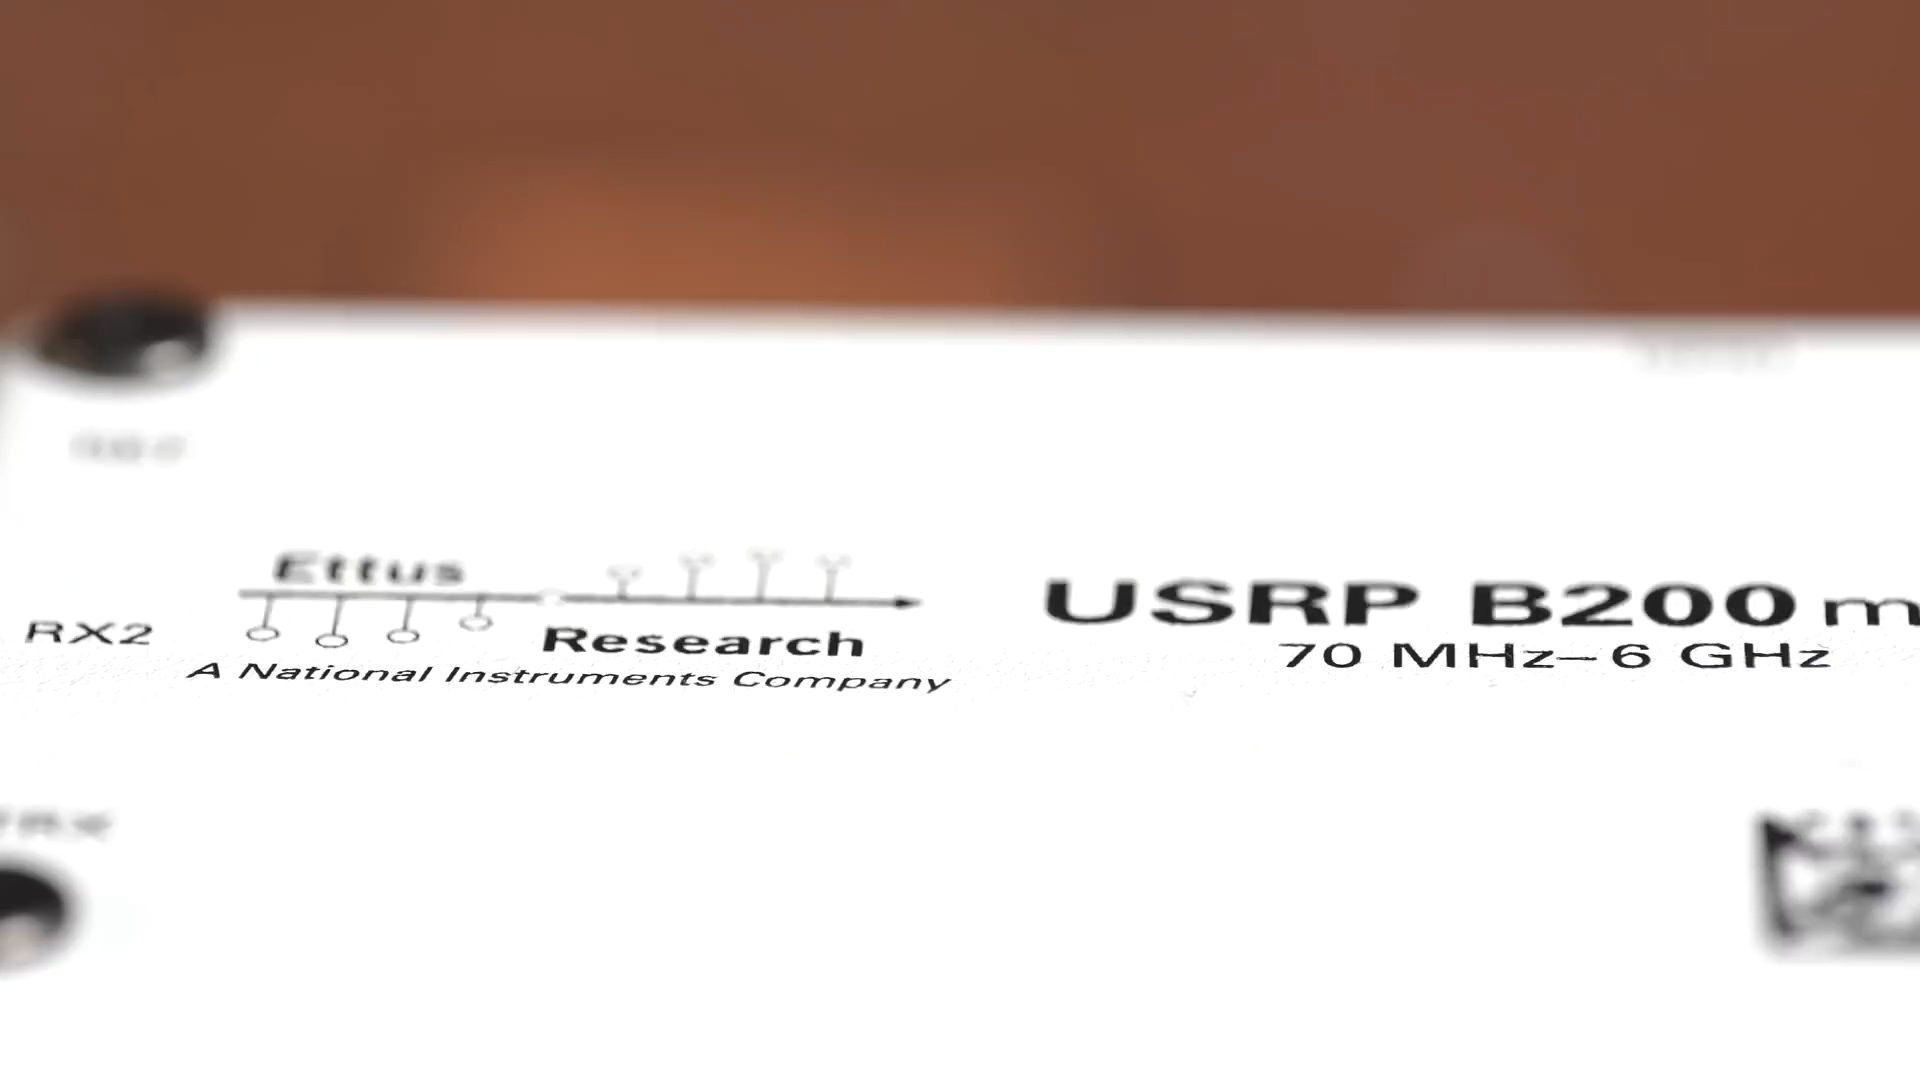 Ettus
RX2
Research
A National Instruments Company
USRP B200 m
70 MHz–6 GHz